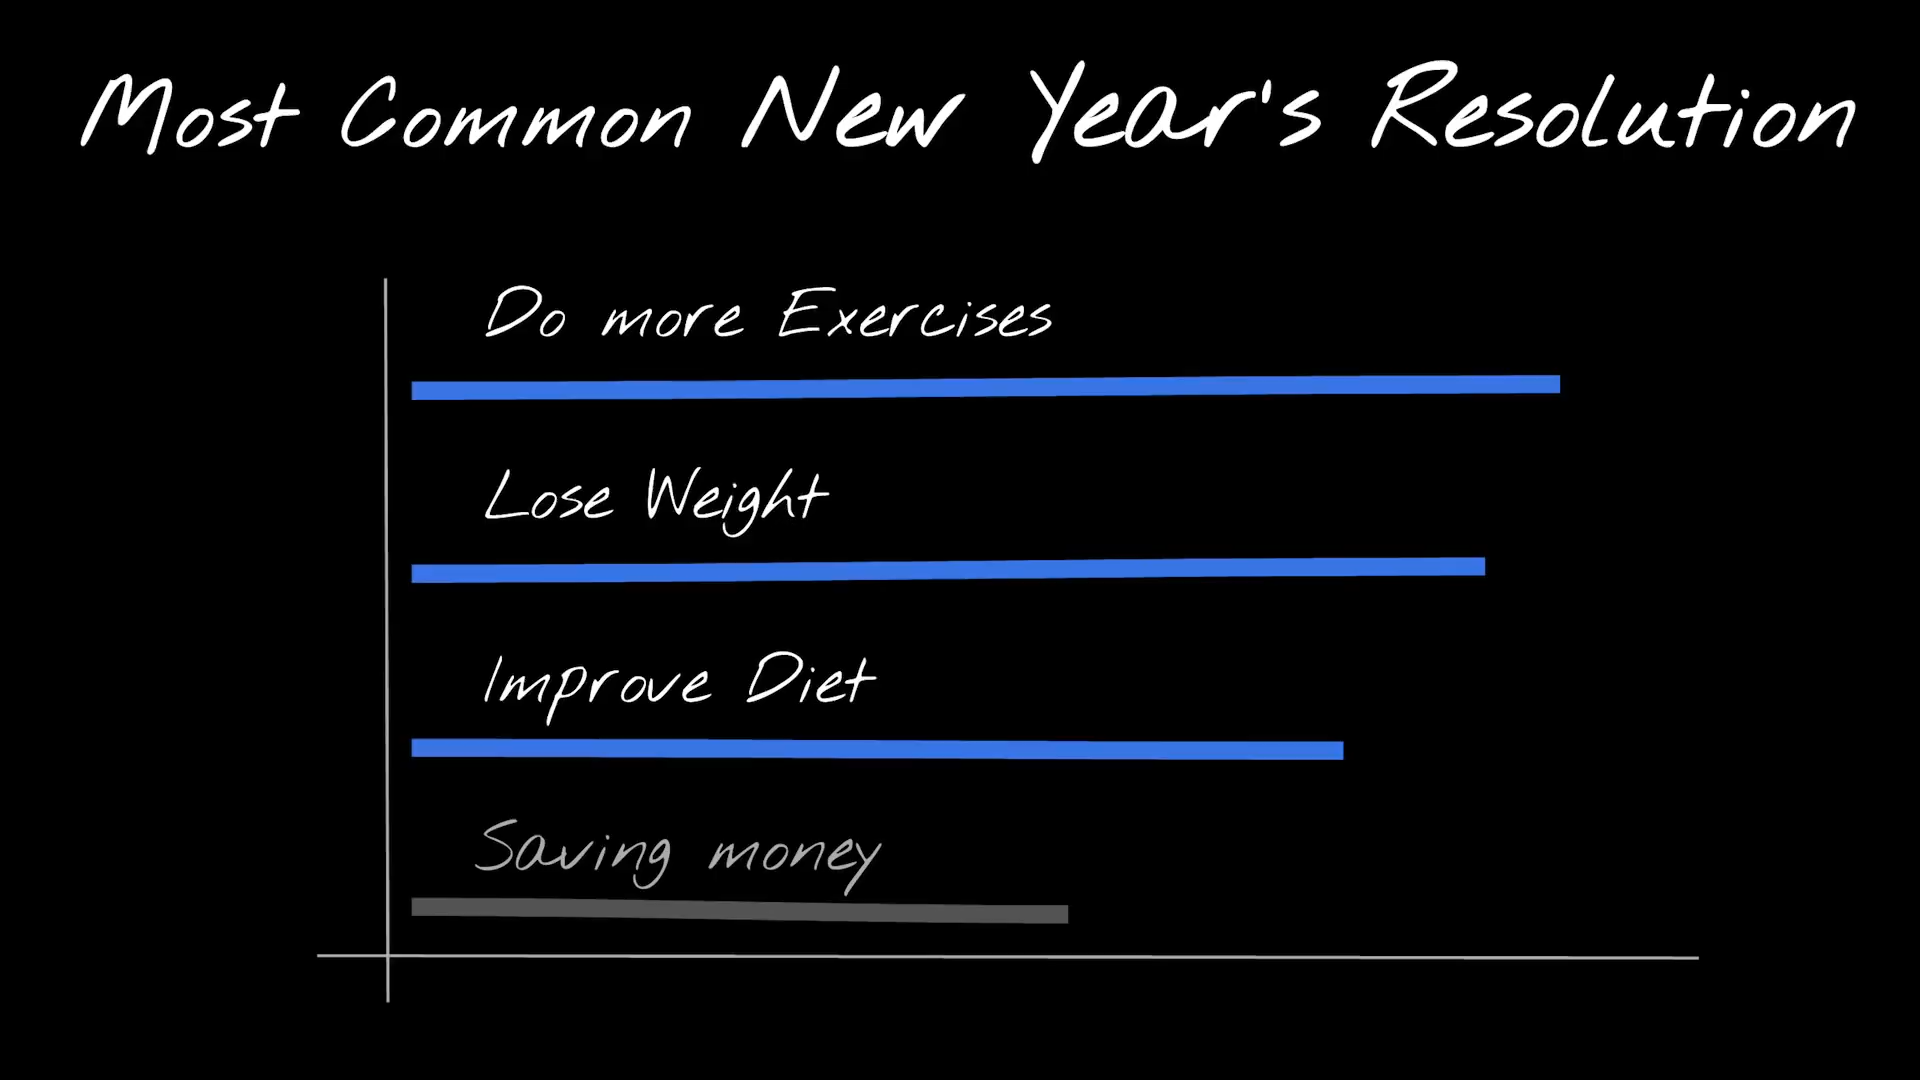 Most Common New Year's Resolution
Do more Exercises
Lose Weight
Improve Diet
Saving money